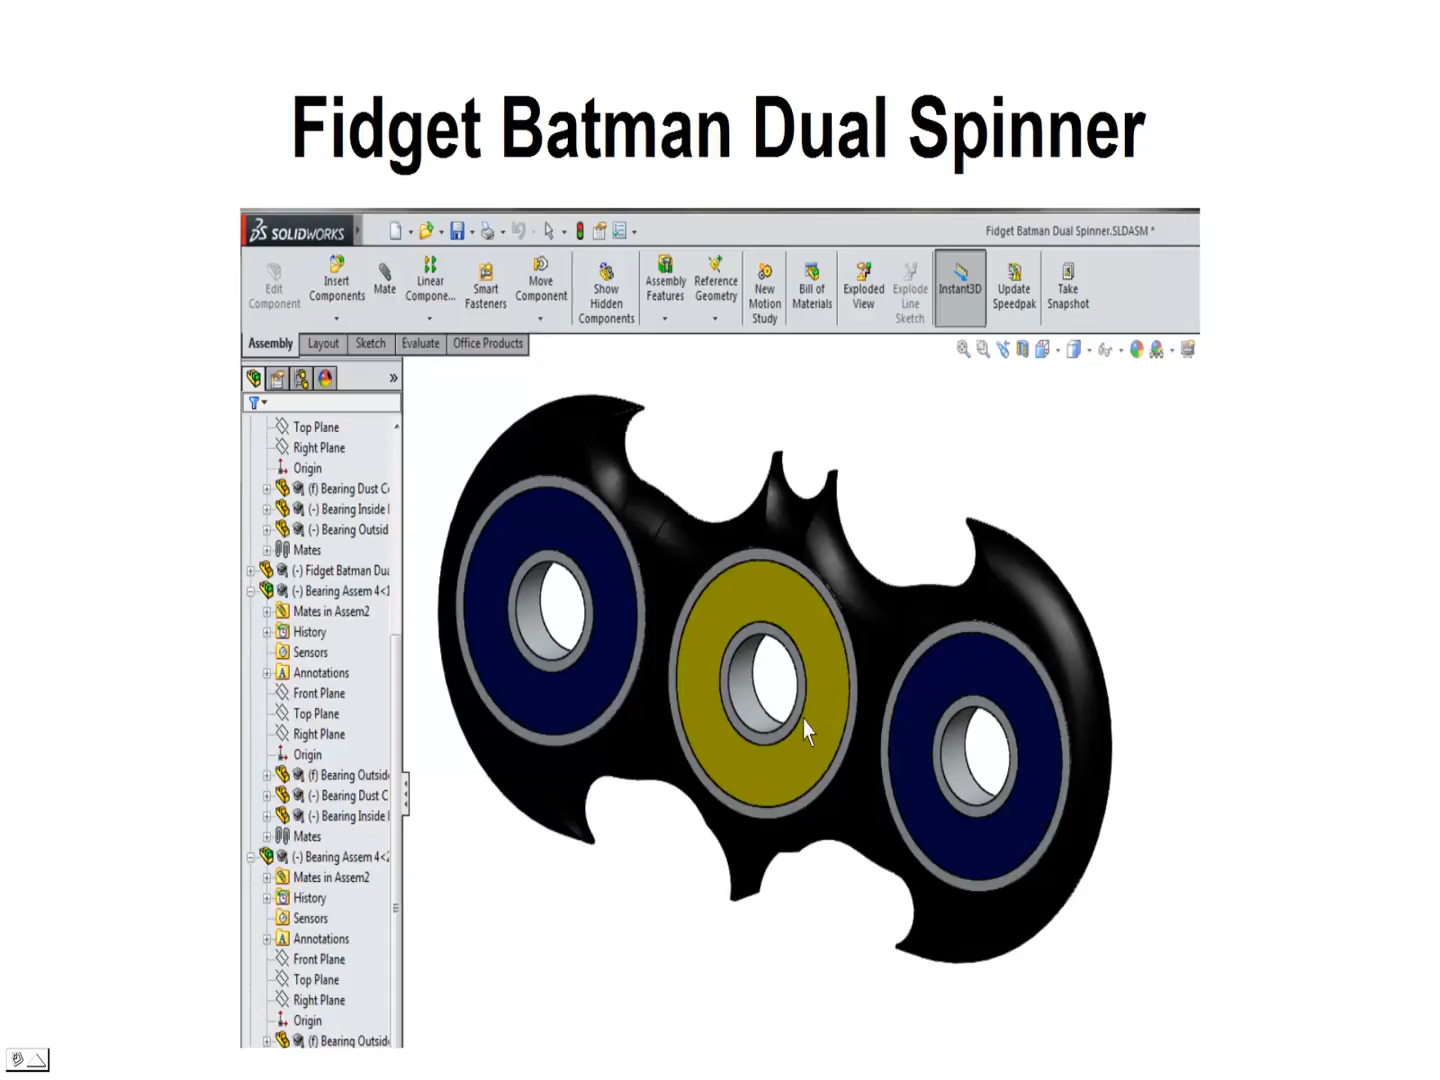 Fidget Batman Dual Spinner
SOLIDWORKS
Fidget Batman Dual Spinner.SLDASM *
Edit Component
Insert Components
Mate
Linear Compone...
Smart Fasteners
Move Component
Show Hidden Components
Assembly Features
Reference Geometry
New Motion Study
Bill of Materials
Exploded View
Explode Line Sketch
Instant3D
Update Speedpak
Take Snapshot
Assembly Layout Sketch Evaluate Office Products
Top Plane
Right Plane
Origin
(f) Bearing Dust C
(-) Bearing Inside
(-) Bearing Outsid
Mates
(-) Fidget Batman Dua
(-) Bearing Assem 4<1
Mates in Assem2
History
Sensors
Annotations
Front Plane
Top Plane
Right Plane
Origin
(f) Bearing Outsid
(-) Bearing Dust C
(-) Bearing Inside
Mates
(-) Bearing Assem 4<2
Mates in Assem2
History
Sensors
Annotations
Front Plane
Top Plane
Right Plane
Origin
(f) Bearing Outsid